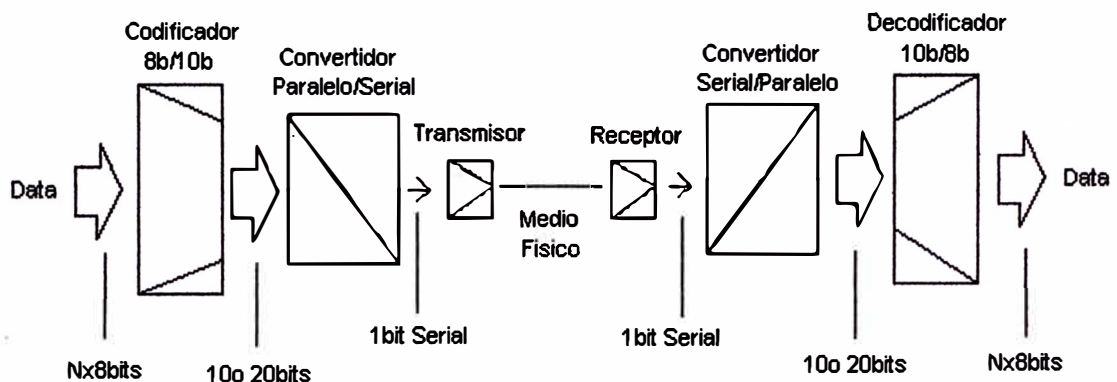 Codificador
8b/10b
Convertidor
Paralelo/Serial
Transmisor
Receptor
Convertidor
Serial/Paralelo
Decodificador
10b/8b
Data
Medio
Fisico
Data
Nx8bits
10o 20bits
1bit Serial
1bit Serial
10o 20bits
Nx8bits